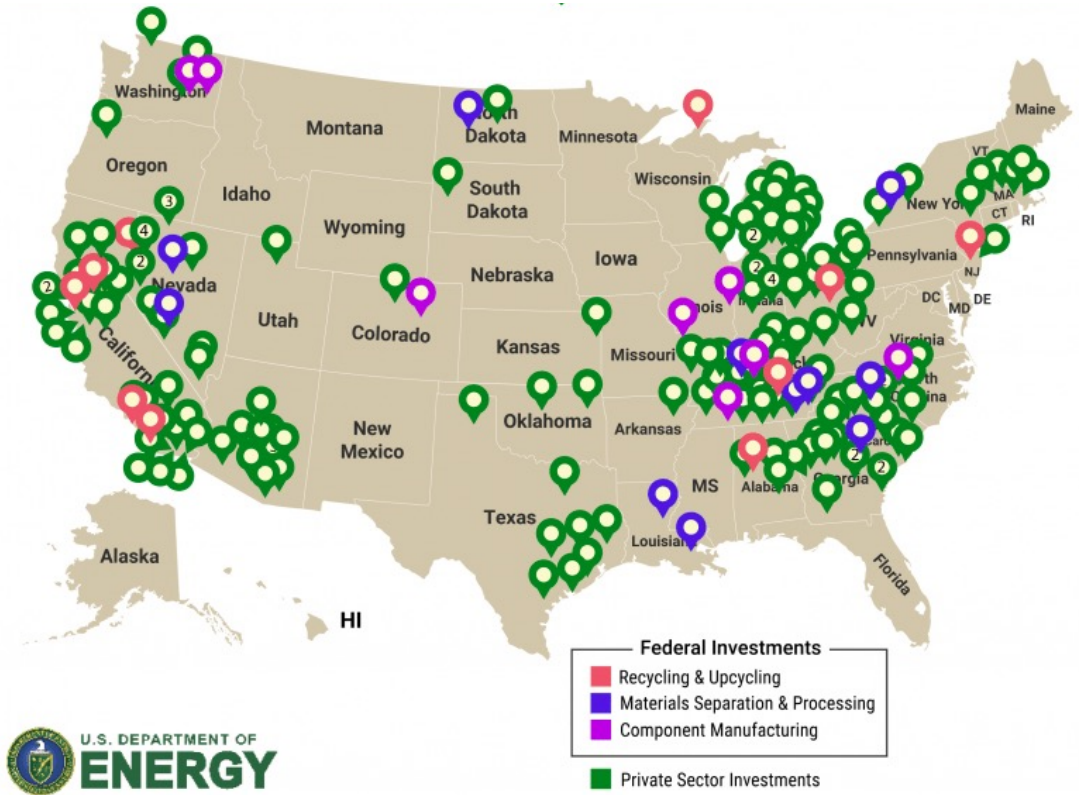 Washington
Montana
North
Dakota
Minnesota
Maine
Oregon
Idaho
South
Dakota
Wisconsin
VT
3
Wyoming
New York
MA
CT
RI
4
2
2
Nebraska
Iowa
Pennsylvania
2
Nevada
2
4
Indiana
NJ
Utah
Colorado
Illinois
DC
MD
DE
WV
California
Kansas
Missouri
Virginia
New
Mexico
Oklahoma
Arkansas
2
2
Texas
MS
Alabama
Georgia
Louisiana
Alaska
Florida
HI
Federal Investments
Recycling & Upcycling
Materials Separation & Processing
Component Manufacturing
Private Sector Investments
U.S. DEPARTMENT OF
ENERGY